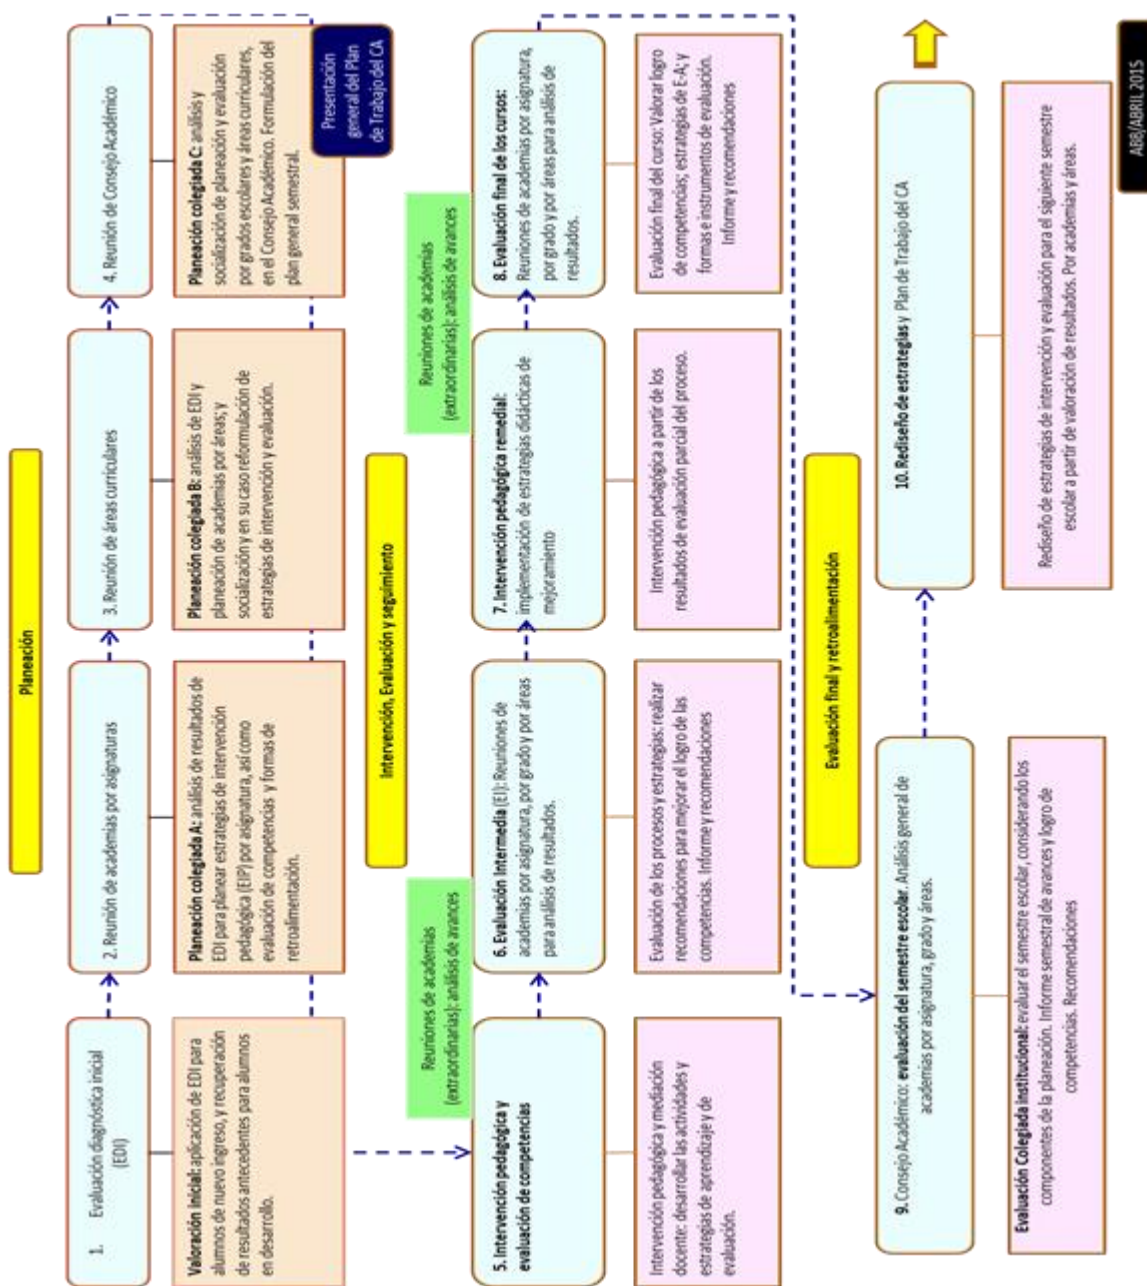 Planeación
1. Evaluación diagnóstica inicial
(EDI)
Valoración inicial: aplicación de EDI para
alumnos de nuevo ingreso, y recuperación
de resultados antecedentes para alumnos
en desarrollo.
2. Reunión de academias por asignaturas
Planeación colegiada A: análisis de resultados de
EDI para planear estrategias de intervención
pedagógica (EIP) por asignatura, así como
evaluación de competencias y formas de
retroalimentación.
3. Reunión de áreas curriculares
Planeación colegiada B: análisis de EDI y
planeación de academias por áreas; y
socialización y en su caso reformulación de
estrategias de intervención y evaluación.
4. Reunión de Consejo Académico
Planeación colegiada C: análisis y
socialización de planeación y evaluación
por grados escolares y áreas curriculares,
en el Consejo Académico. Formulación del
plan general semestral.
Presentación
general del Plan
de Trabajo del CA
Intervención, Evaluación y seguimiento
Reuniones de academias
(extraordinarias): análisis de avances
Reuniones de academias
(extraordinarias): análisis de avances
5. Intervención pedagógica y
evaluación de competencias
Intervención pedagógica y mediación
docente: desarrollar las actividades y
estrategias de aprendizaje y de
evaluación.
6. Evaluación Intermedia (EI): Reuniones de
academias por asignatura, por grado y por áreas
para análisis de resultados.
Evaluación de los procesos y estrategias: realizar
recomendaciones para mejorar el logro de las
competencias. Informe y recomendaciones
7. Intervención pedagógica remedial:
implementación de estrategias didácticas de
mejoramiento
Intervención pedagógica a partir de los
resultados de evaluación parcial del proceso.
8. Evaluación final de los cursos:
Reuniones de academias por asignatura,
por grado y por áreas para análisis de
resultados.
Evaluación final del curso: Valorar logro
de competencias; estrategias de E-A; y
formas e instrumentos de evaluación.
Informe y recomendaciones
Evaluación final y retroalimentación
9. Consejo Académico: evaluación del semestre escolar. Análisis general de
academias por asignatura, grado y áreas.
Evaluación Colegiada institucional: evaluar el semestre escolar, considerando los
componentes de la planeación. Informe semestral de avances y logro de
competencias. Recomendaciones
10. Rediseño de estrategias y Plan de Trabajo del CA
Rediseño de estrategias de intervención y evaluación para el siguiente semestre
escolar a partir de valoración de resultados. Por academias y áreas.
ABB/ABRIL 2015